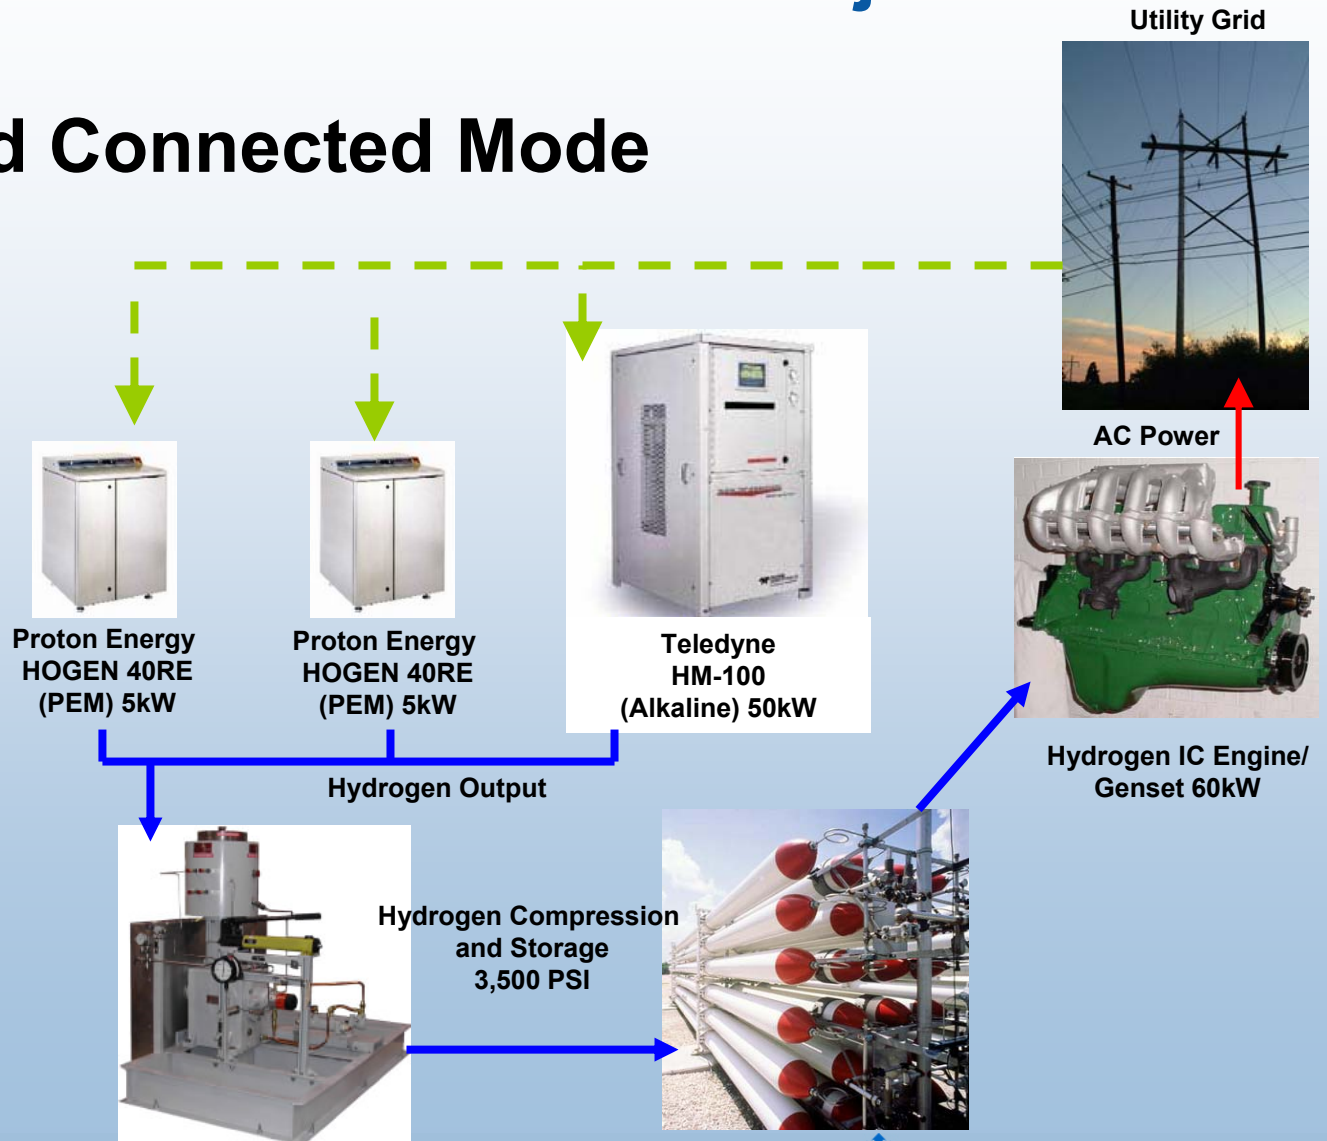 Utility Grid
d Connected Mode
AC Power
Proton Energy
HOGEN 40RE
(PEM) 5kW
Proton Energy
HOGEN 40RE
(PEM) 5kW
Teledyne
HM-100
(Alkaline) 50kW
Hydrogen Output
Hydrogen IC Engine/
Genset 60kW
Hydrogen Compression
and Storage
3,500 PSI